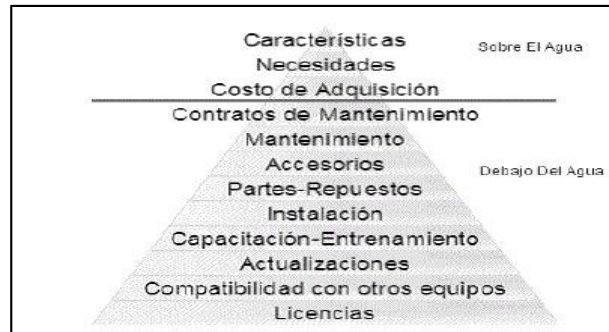 Características
Sobre El Agua
Necesidades
Costo de Adquisición
Contratos de Mantenimiento
Mantenimiento
Accesorios
Debajo Del Agua
Partes-Repuestos
Instalación
Capacitación-Entrenamiento
Actualizaciones
Compatibilidad con otros equipos
Licencias